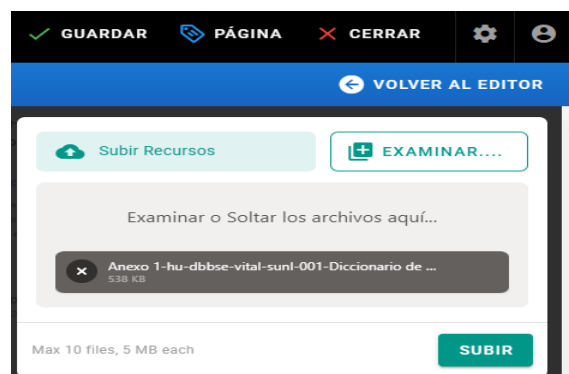 GUARDAR PÁGINA CERRAR
VOLVER AL EDITOR
Subir Recursos EXAMINAR....
Examinar o Soltar los archivos aquí...
Anexo 1-hu-dbbse-vital-sunl-001-Diccionario de ...
538 KB
Max 10 files, 5 MB each SUBIR